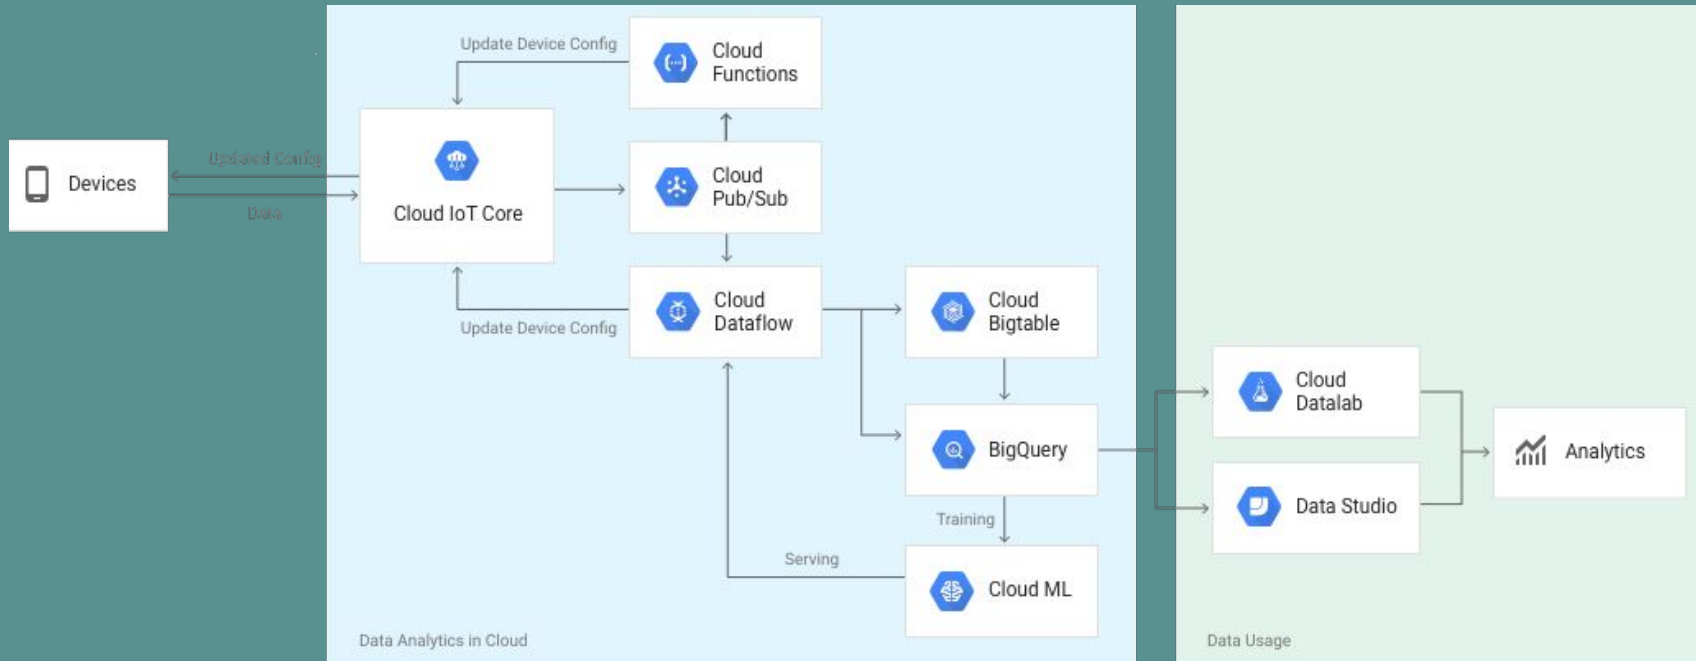 Update Device Config
Cloud
Functions
Devices
Updated Config
Data
Cloud IoT Core
Cloud
Pub/Sub
Update Device Config
Cloud
Dataflow
Cloud
Bigtable
BigQuery
Training
Serving
Cloud ML
Data Analytics in Cloud
Cloud
Datalab
Data Studio
Analytics
Data Usage